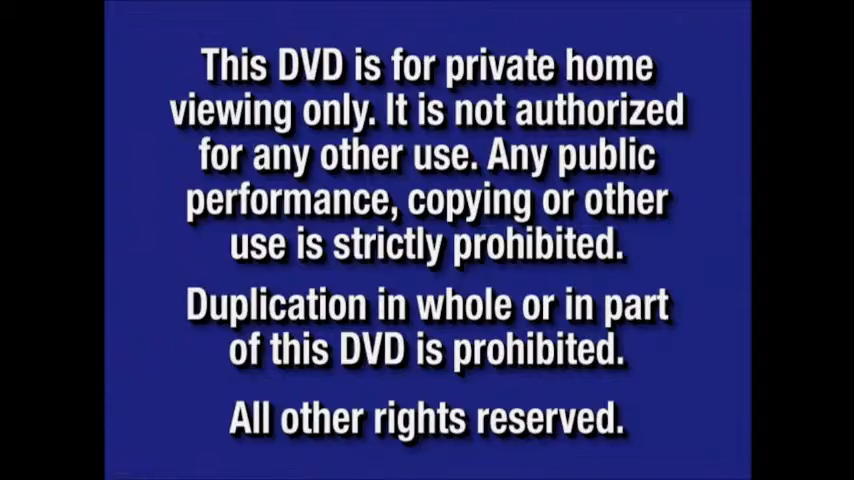 This DVD is for private home
viewing only. It is not authorized
for any other use. Any public
performance, copying or other
use is strictly prohibited.
Duplication in whole or in part
of this DVD is prohibited.
All other rights reserved.